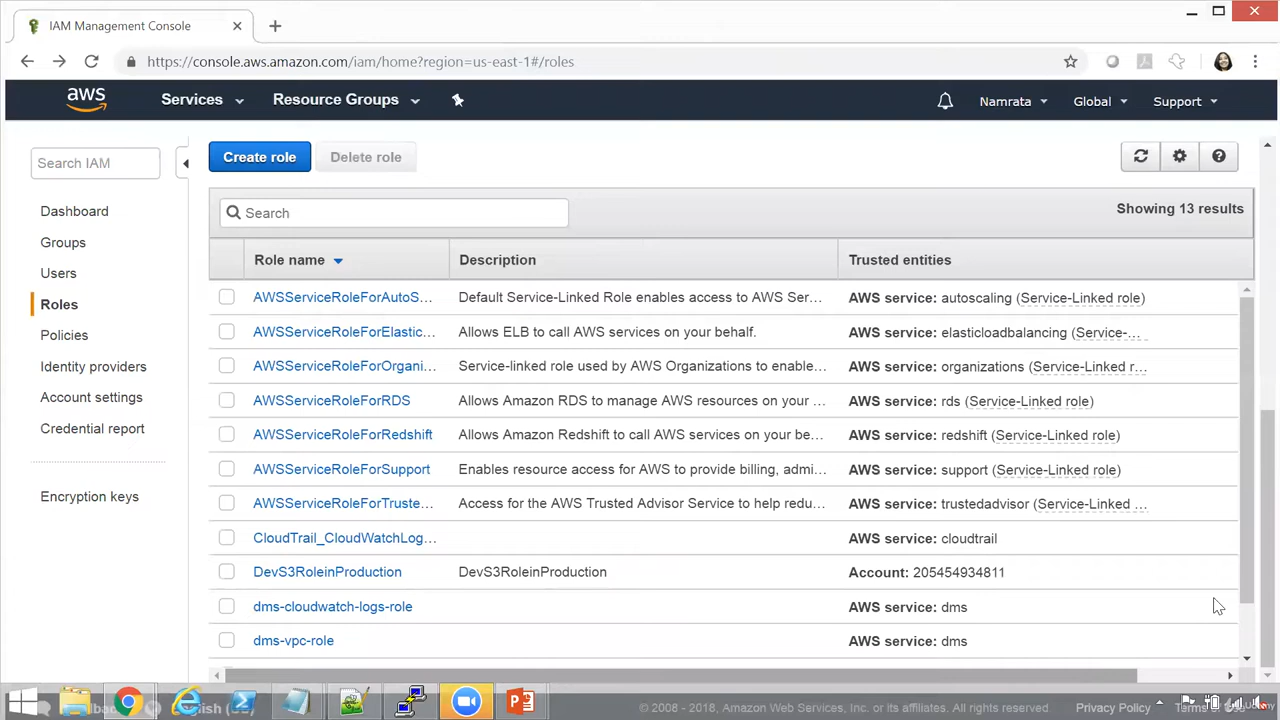 IAM Management Console
https://console.aws.amazon.com/iam/home?region=us-east-1#/roles
aws Services Resource Groups Namrata Global Support
Search IAM
Create role Delete role
Dashboard
Groups
Users
Roles
Policies
Identity providers
Account settings
Credential report
Encryption keys
Search
Showing 13 results
Role name Description Trusted entities
AWSServiceRoleForAutoS... Default Service-Linked Role enables access to AWS Ser... AWS service: autoscaling (Service-Linked role)
AWSServiceRoleForElastic... Allows ELB to call AWS services on your behalf. AWS service: elasticloadbalancing (Service-...
AWSServiceRoleForOrgani... Service-linked role used by AWS Organizations to enable... AWS service: organizations (Service-Linked r...
AWSServiceRoleForRDS Allows Amazon RDS to manage AWS resources on your ... AWS service: rds (Service-Linked role)
AWSServiceRoleForRedshift Allows Amazon Redshift to call AWS services on your be... AWS service: redshift (Service-Linked role)
AWSServiceRoleForSupport Enables resource access for AWS to provide billing, admi... AWS service: support (Service-Linked role)
AWSServiceRoleForTruste... Access for the AWS Trusted Advisor Service to help redu... AWS service: trustedadvisor (Service-Linked ...
CloudTrail_CloudWatchLog... AWS service: cloudtrail
DevS3RoleinProduction DevS3RoleinProduction Account: 205454934811
dms-cloudwatch-logs-role AWS service: dms
dms-vpc-role AWS service: dms
© 2008 - 2018, Amazon Web Services, Inc. or its affiliates. All rights reserved. Privacy Policy